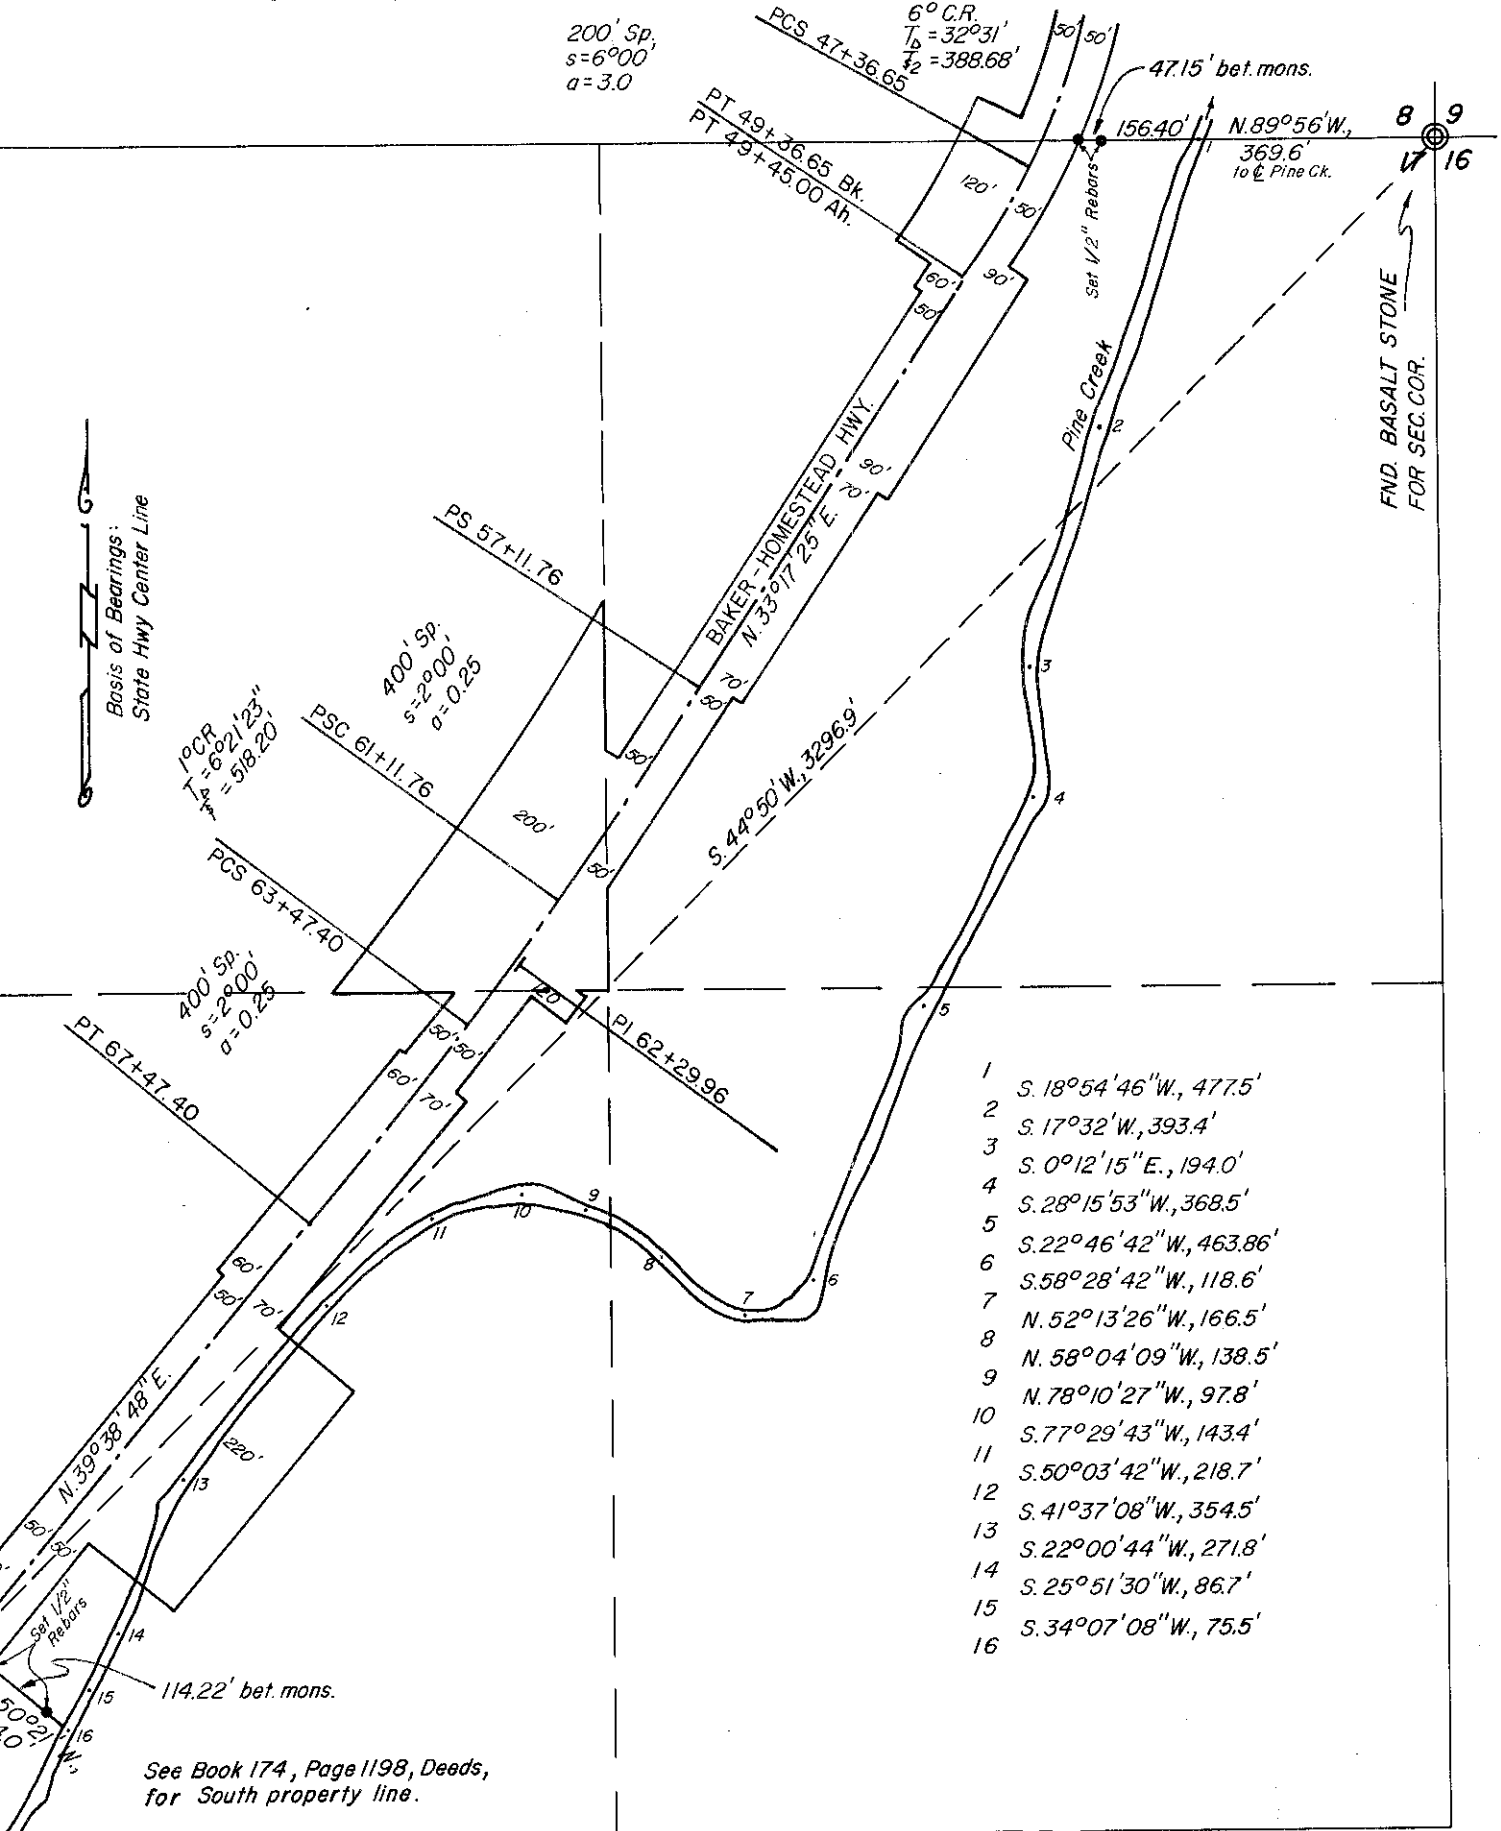 200' Sp.
s=6°00'
a=3.0
PCS 47+36.65
6° C.R.
T△=32°31'
=388.68'
50' 50'
47.15' bet. mons.
PT 49+36.65 Bk.
PT 49+45.00 Ah.
156.40'
N.89°56'W.,
369.6'
to ℄ Pine Ck.
8 9
17 16
120'
50'
Set 1/2" Rebars
1
60'
90'
50'
FND. BASALT STONE
FOR SEC. COR.
Pine Creek
2
Basis of Bearings:
State Hwy Center Line
PS 57+11.76
BAKER-HOMESTEAD HWY.
N. 33°17'25" E.
90'
70'
3
400' Sp.
s=2°00'
a=0.25
70'
50'
1° CR
T△=6°21'23"
=518.20'
PSC 61+11.76
50'
S. 44°50' W., 3296.9'
200'
4
PCS 63+47.40
50'
400' Sp.
s=2°00'
a=0.25
120'
5
PT 67+47.40
50' 50'
PI 62+29.96
60'
70'
10
9
11
8
7
6
60'
50'
70'
12
N. 39°38'48" E.
220'
13
50'
50'
Set 1/2"
Rebars
14
15
114.22' bet. mons.
50°21'
W.,
16
See Book 174, Page 1198, Deeds,
for South property line.
1
S. 18°54'46"W., 477.5'
2
S. 17°32'W., 393.4'
3
S. 0°12'15"E., 194.0'
4
S. 28°15'53"W., 368.5'
5
S. 22°46'42"W., 463.86'
6
S. 58°28'42"W., 118.6'
7
N. 52°13'26"W., 166.5'
8
N. 58°04'09"W., 138.5'
9
N. 78°10'27"W., 97.8'
10
S. 77°29'43"W., 143.4'
11
S. 50°03'42"W., 218.7'
12
S. 41°37'08"W., 354.5'
13
S. 22°00'44"W., 271.8'
14
S. 25°51'30"W., 86.7'
15
S. 34°07'08"W., 75.5'
16